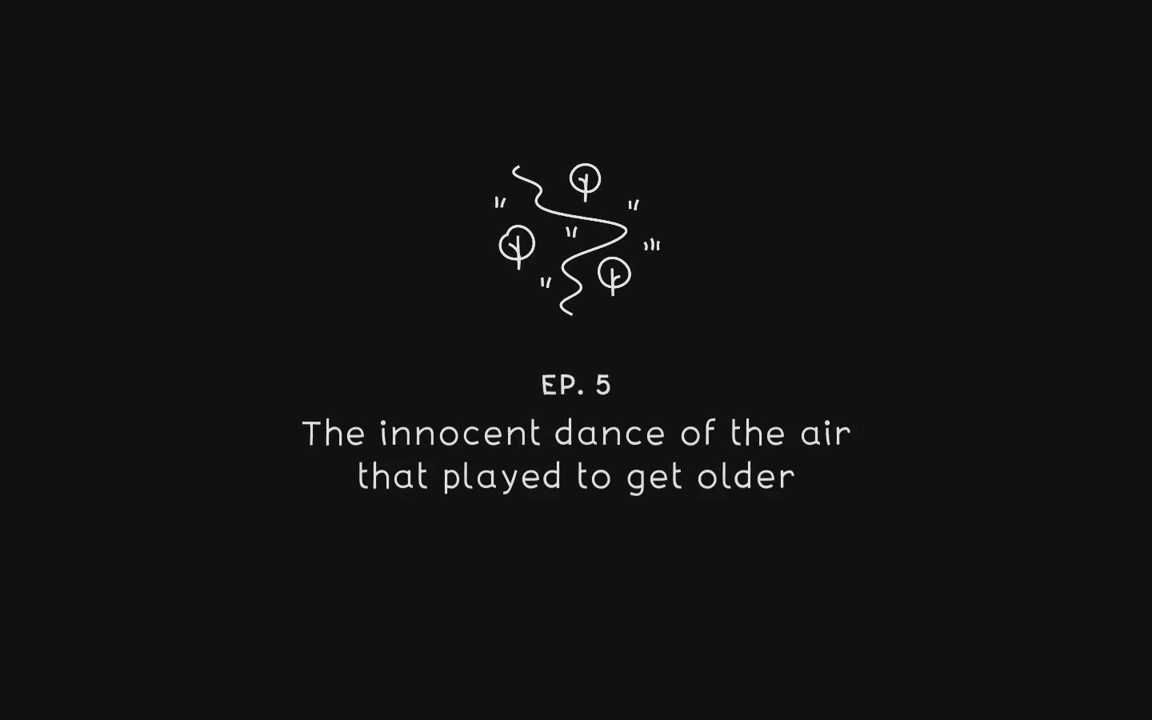 EP. 5
The innocent dance of the air
that played to get older